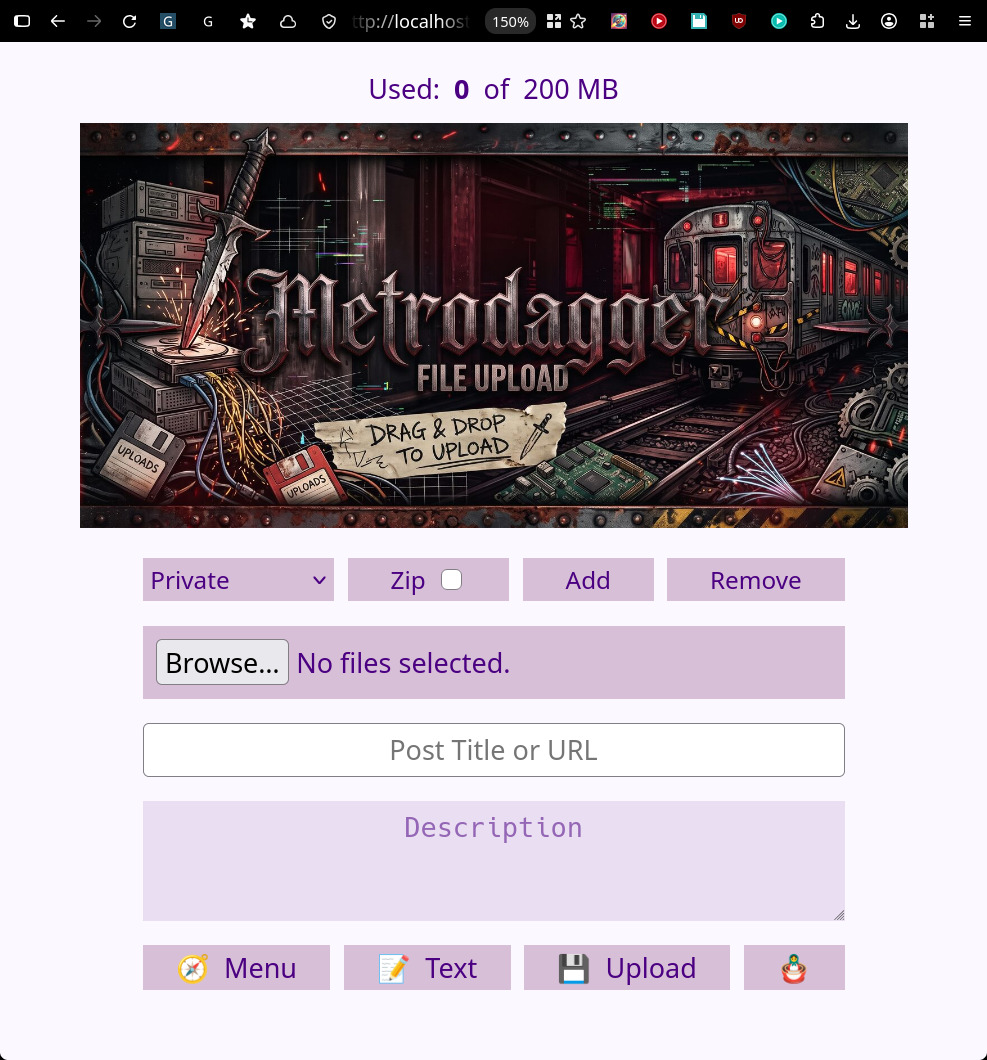 ttp://localhost
150%
Used: 0 of 200 MB
Metrodagger
FILE UPLOAD
DRAG & DROP
TO UPLOAD
UPLOADS
UPLOADS
Private
Zip
Add
Remove
Browse...
No files selected.
Post Title or URL
Description
Menu
Text
Upload